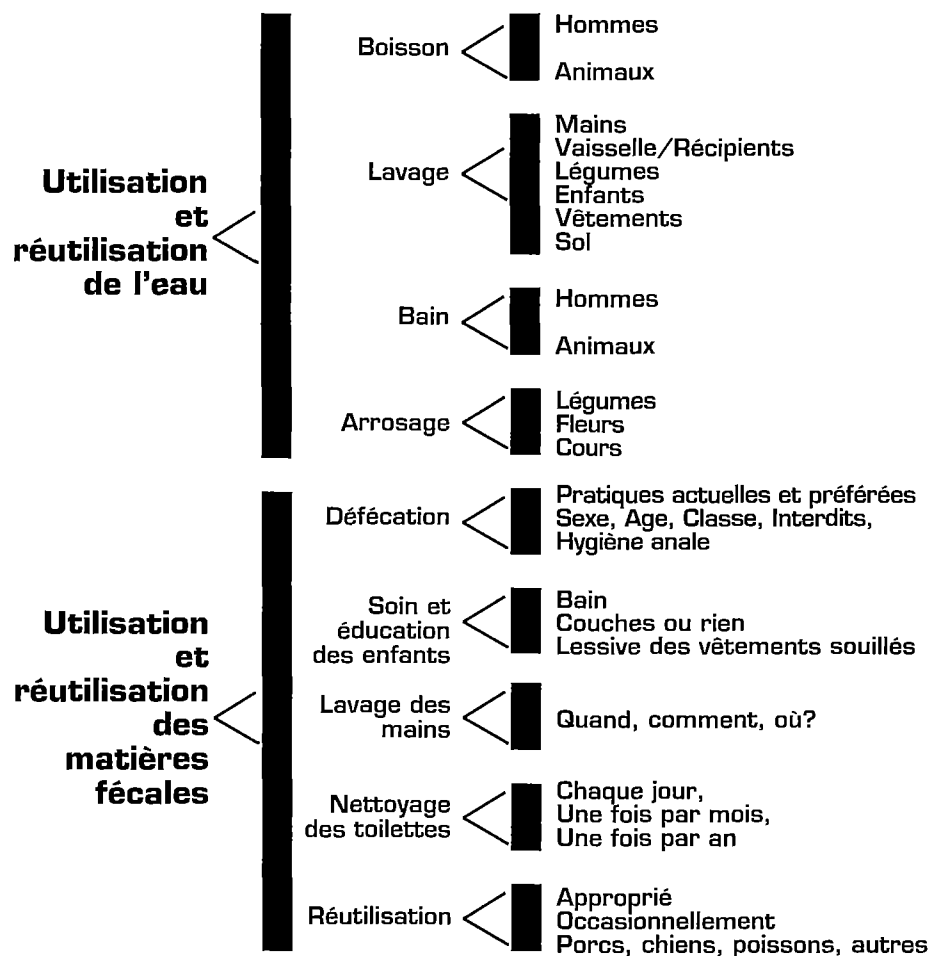 Utilisation
et
réutilisation
de l'eau
Boisson
Hommes
Animaux
Lavage
Mains
Vaisselle/Récipients
Légumes
Enfants
Vêtements
Sol
Bain
Hommes
Animaux
Arrosage
Légumes
Fleurs
Cours
Utilisation
et
réutilisation
des
matières
fécales
Défécation
Pratiques actuelles et préférées
Sexe, Age, Classe, Interdits,
Hygiène anale
Soin et
éducation
des enfants
Bain
Couches ou rien
Lessive des vêtements souillés
Lavage des
mains
Quand, comment, où?
Nettoyage
des toilettes
Chaque jour,
Une fois par mois,
Une fois par an
Réutilisation
Approprié
Occasionnellement
Porcs, chiens, poissons, autres